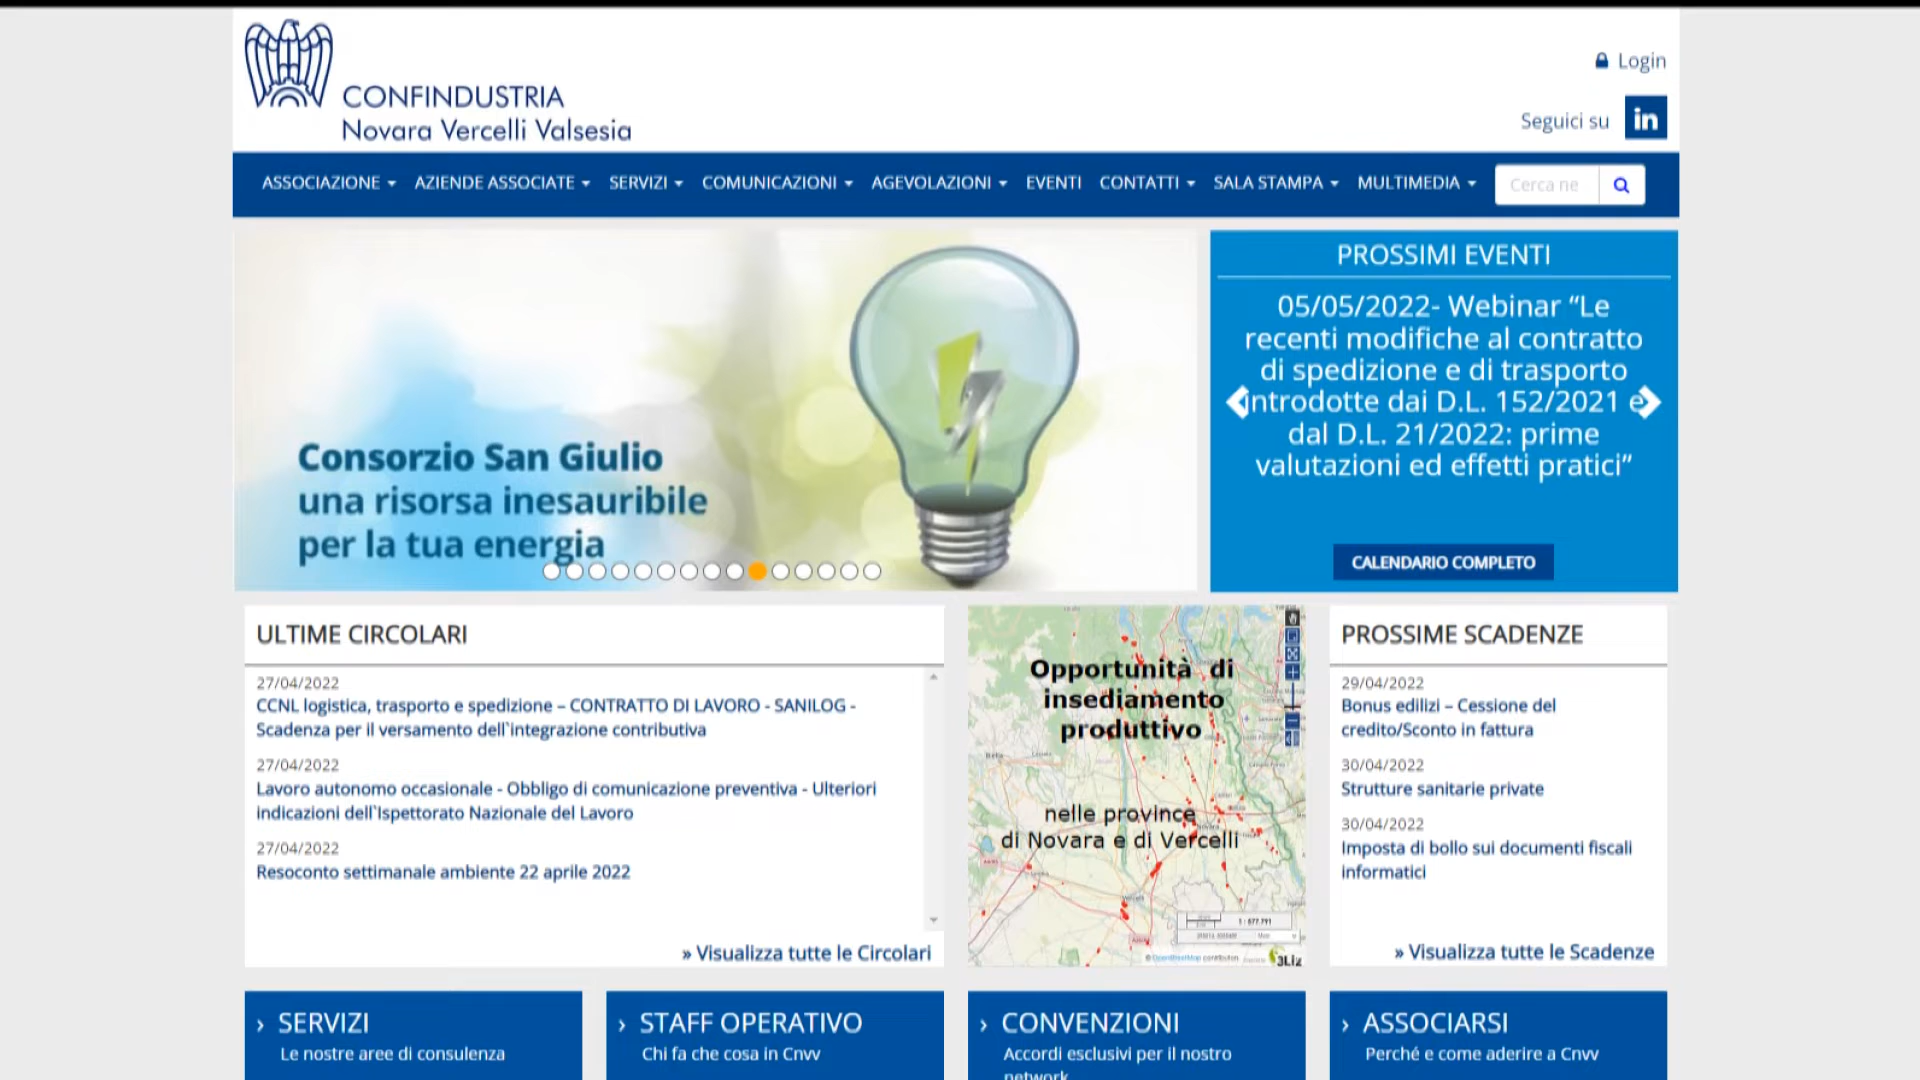 CONFINDUSTRIA
Novara Vercelli Valsesia
Login
Seguici su
in
ASSOCIAZIONE AZIENDE ASSOCIATE SERVIZI COMUNICAZIONI AGEVOLAZIONI EVENTI CONTATTI SALA STAMPA MULTIMEDIA Cerca ne
Consorzio San Giulio
una risorsa inesauribile
per la tua energia
PROSSIMI EVENTI
05/05/2022- Webinar “Le
recenti modifiche al contratto
di spedizione e di trasporto
introdotte dai D.L. 152/2021 e
dal D.L. 21/2022: prime
valutazioni ed effetti pratici”
CALENDARIO COMPLETO
ULTIME CIRCOLARI
27/04/2022
CCNL logistica, trasporto e spedizione – CONTRATTO DI LAVORO - SANILOG -
Scadenza per il versamento dell`integrazione contributiva
27/04/2022
Lavoro autonomo occasionale - Obbligo di comunicazione preventiva - Ulteriori
indicazioni dell`Ispettorato Nazionale del Lavoro
27/04/2022
Resoconto settimanale ambiente 22 aprile 2022
» Visualizza tutte le Circolari
Opportunità di
insediamento
produttivo
nelle province
di Novara e di Vercelli
1 : 677.791
© OpenStreetMap contributors
3Liz
PROSSIME SCADENZE
29/04/2022
Bonus edilizi – Cessione del
credito/Sconto in fattura
30/04/2022
Strutture sanitarie private
30/04/2022
Imposta di bollo sui documenti fiscali
informatici
» Visualizza tutte le Scadenze
› SERVIZI
Le nostre aree di consulenza
› STAFF OPERATIVO
Chi fa che cosa in Cnvv
› CONVENZIONI
Accordi esclusivi per il nostro
network
› ASSOCIARSI
Perché e come aderire a Cnvv